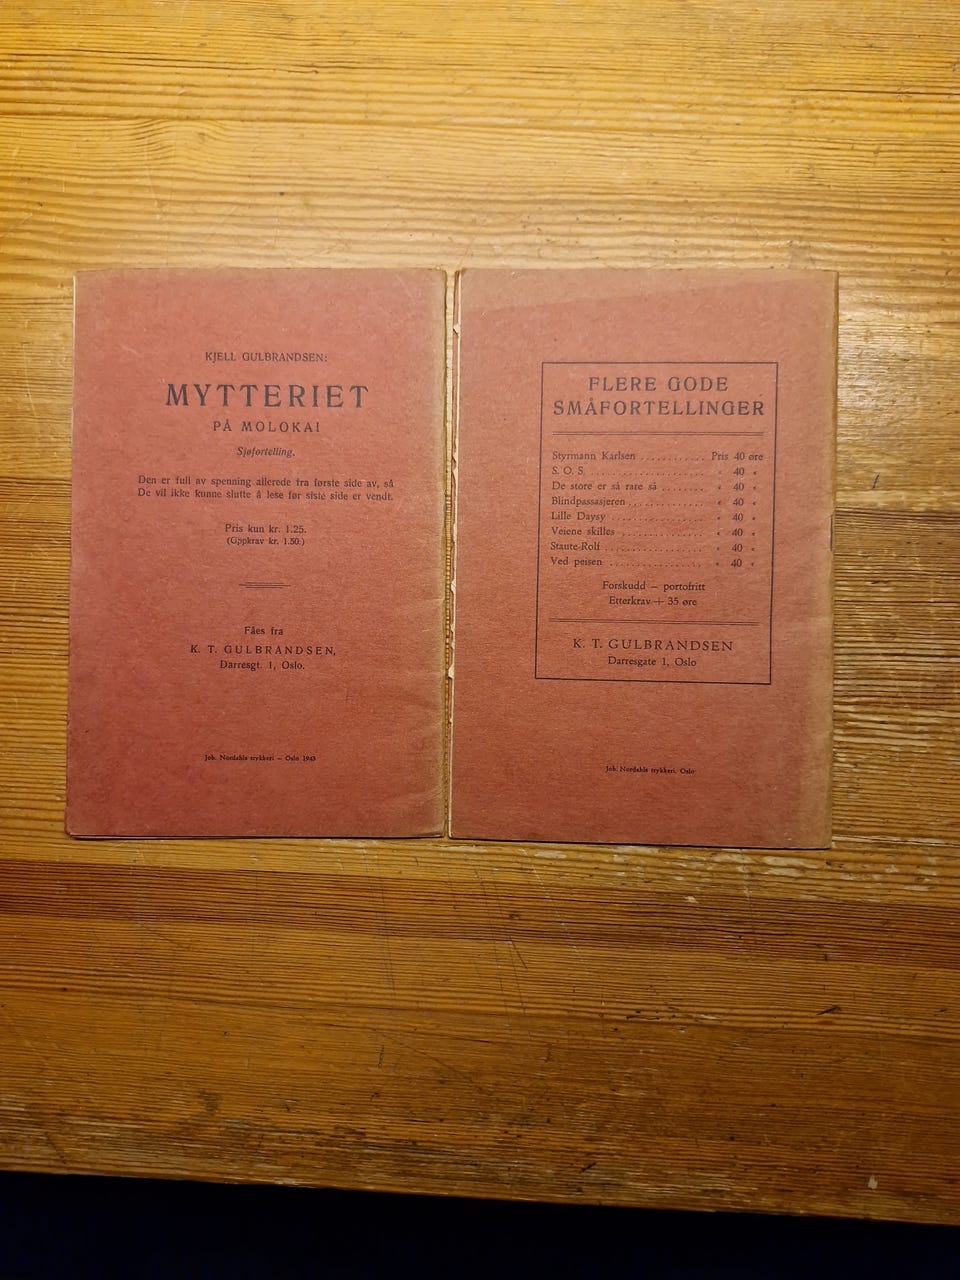 KJELL GULBRANDSEN:
MYTTERIET
PÅ MOLOKAI
Sjøfortelling.
Den er full av spenning allerede fra første side av, så
De vil ikke kunne slutte å lese før siste side er vendt.
Pris kun kr. 1.25.
(Oppkrav kr. 1.50.)
Fåes fra
K. T. GULBRANDSEN,
Darresgt. 1, Oslo.
Joh. Nordahls trykkeri – Oslo 1943
FLERE GODE
SMÅFORTELLINGER
Styrmann Karlsen ............ Pris 40 øre
S. O. S. ..................... « 40 «
De store er så rare så ........ « 40 «
Blindpassasjeren .............. « 40 «
Lille Daysy ................. « 40 «
Veiene skilles ............... « 40 «
Staute-Rolf .................. « 40 «
Ved peisen .................. « 40 «
Forskudd – portofritt
Etterkrav + 35 øre
K. T. GULBRANDSEN
Darresgate 1, Oslo
Joh. Nordahls trykkeri. Oslo